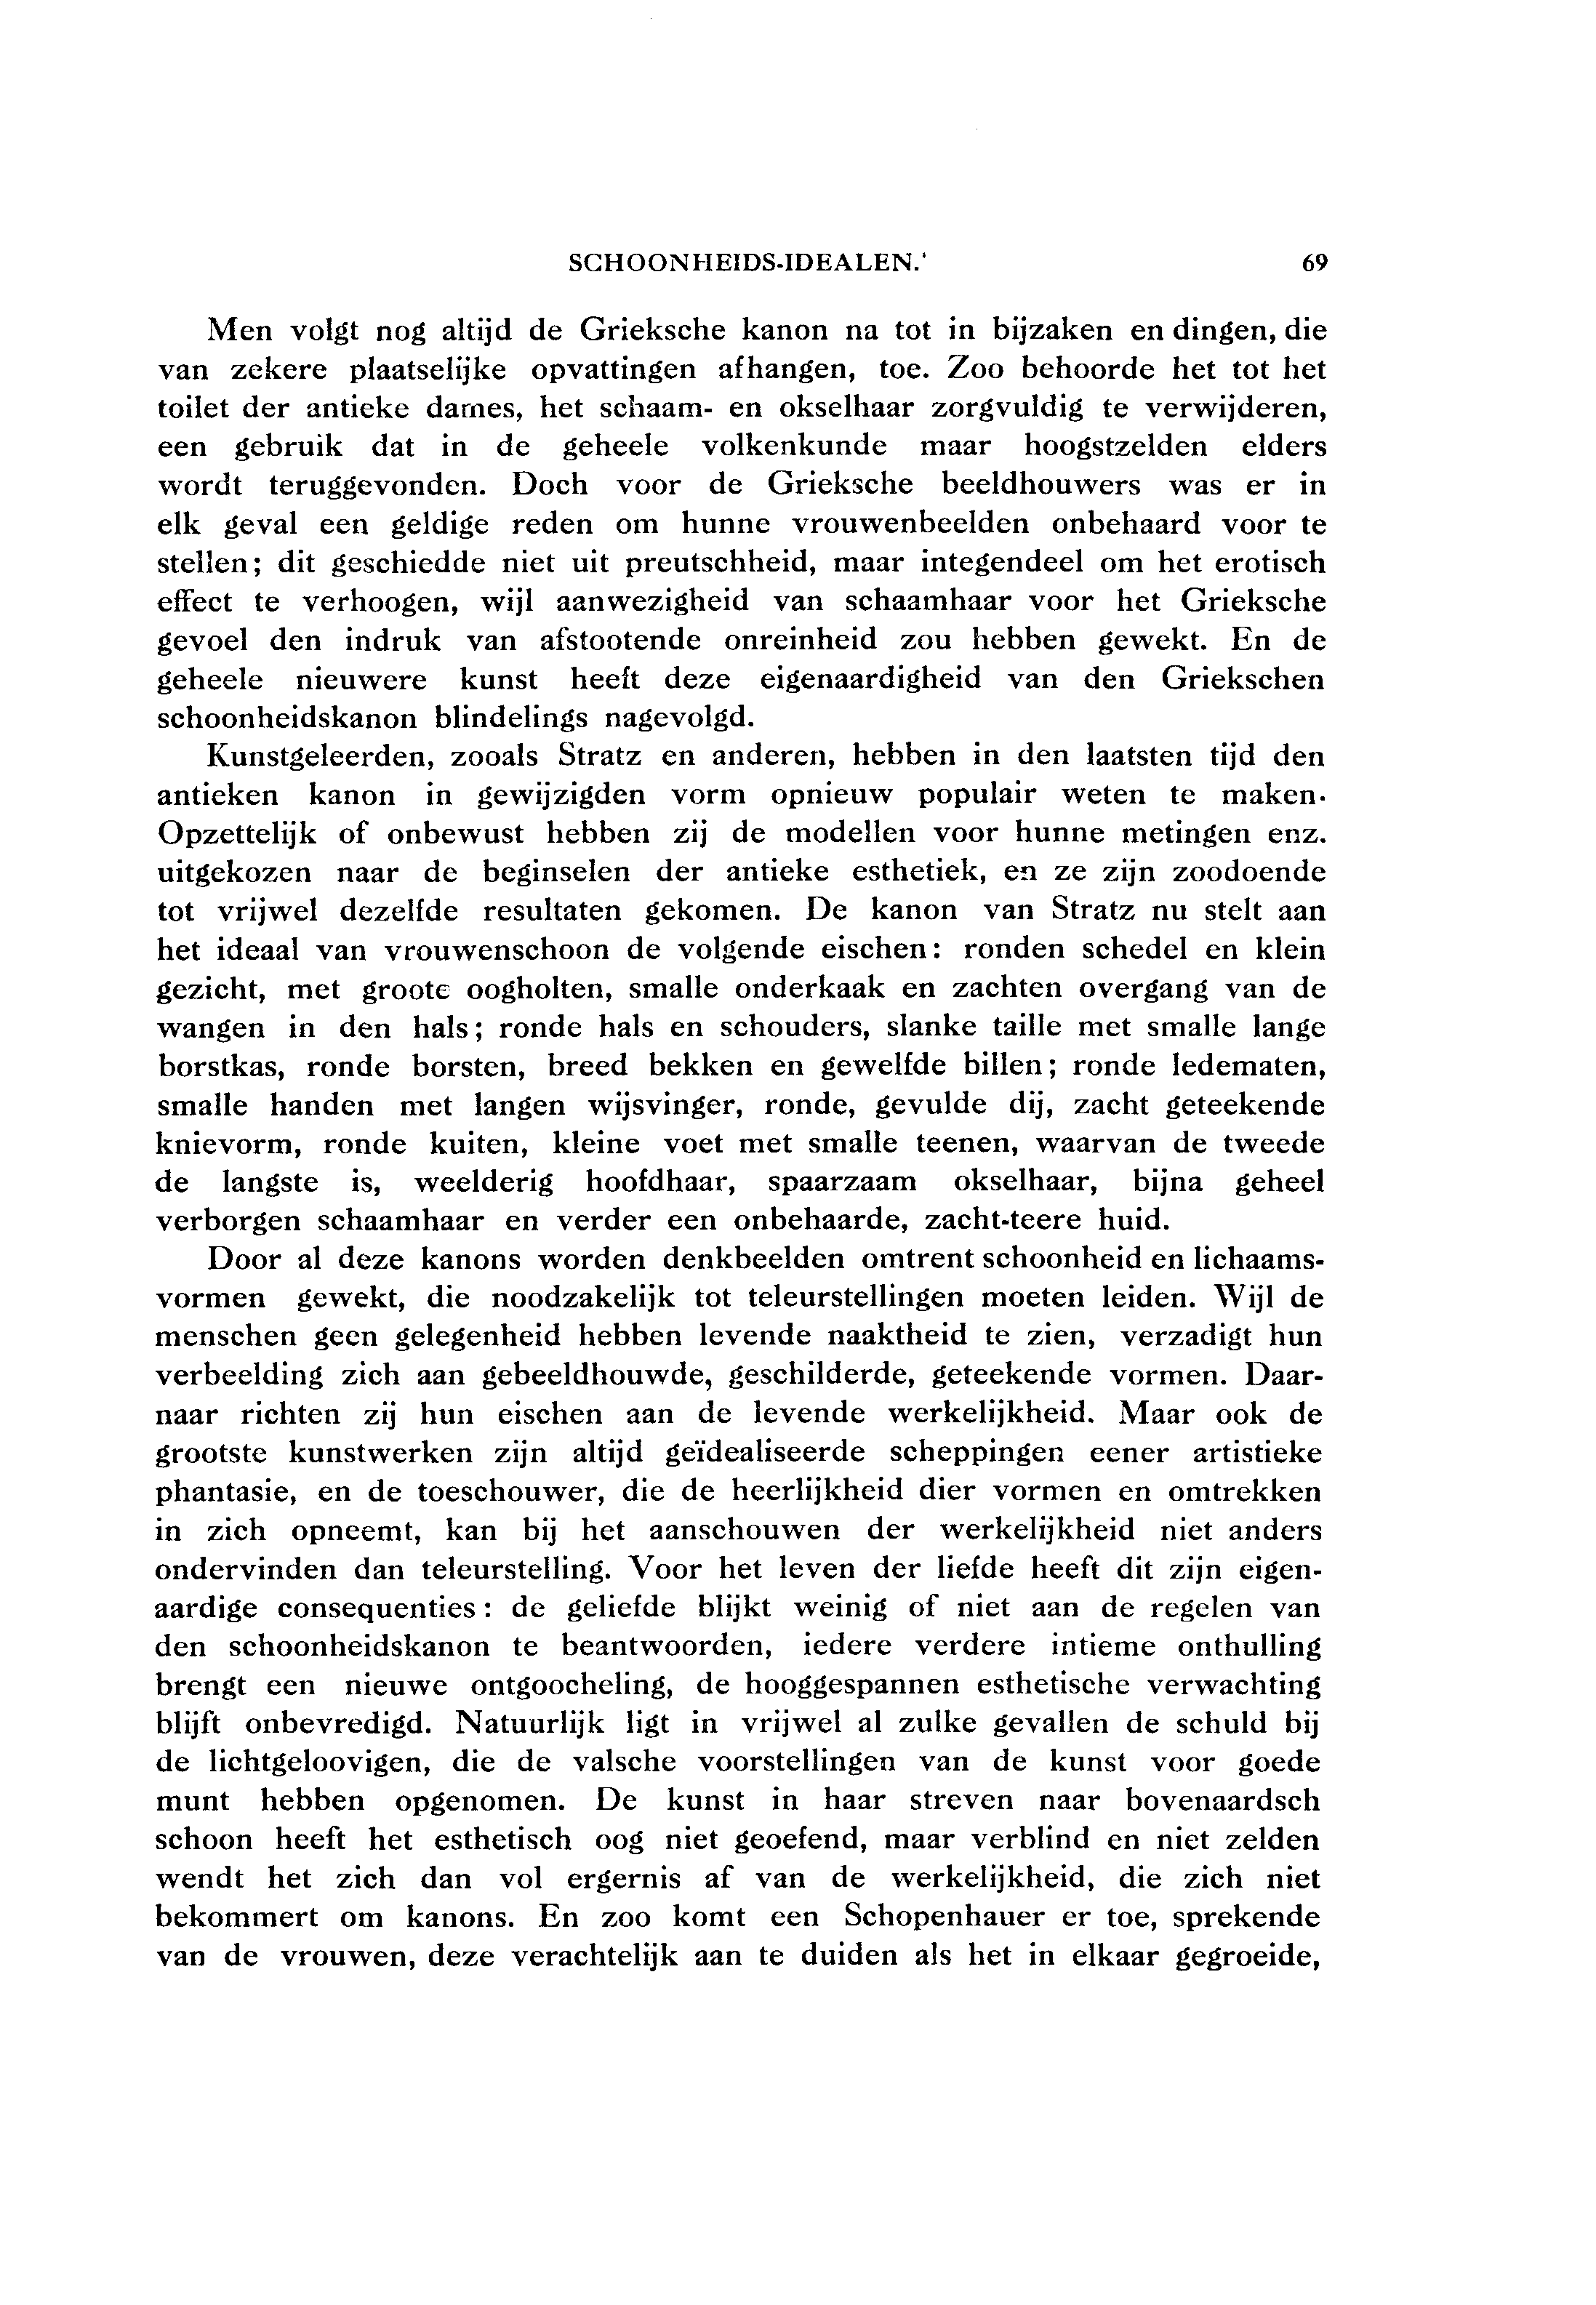 SCHOONHEIDS-IDEALEN.' 69
Men volgt nog altijd de Grieksche kanon na tot in bijzaken en dingen, die
van zekere plaatselijke opvattingen afhangen, toe. Zoo behoorde het tot het
toilet der antieke dames, het schaam- en okselhaar zorgvuldig te verwijderen,
een gebruik dat in de geheele volkenkunde maar hoogstzelden elders
wordt teruggevonden. Doch voor de Grieksche beeldhouwers was er in
elk geval een geldige reden om hunne vrouwenbeelden onbehaard voor te
stellen; dit geschiedde niet uit preutschheid, maar integendeel om het erotisch
effect te verhoogen, wijl aanwezigheid van schaamhaar voor het Grieksche
gevoel den indruk van afstootende onreinheid zou hebben gewekt. En de
geheele nieuwere kunst heeft deze eigenaardigheid van den Griekschen
schoonheidskanon blindelings nagevolgd.
Kunstgeleerden, zooals Stratz en anderen, hebben in den laatsten tijd den
antieken kanon in gewijzigden vorm opnieuw populair weten te maken.
Opzettelijk of onbewust hebben zij de modellen voor hunne metingen enz.
uitgekozen naar de beginselen der antieke esthetiek, en ze zijn zoodoende
tot vrijwel dezelfde resultaten gekomen. De kanon van Stratz nu stelt aan
het ideaal van vrouwenschoon de volgende eischen: ronden schedel en klein
gezicht, met groote oogholten, smalle onderkaak en zachten overgang van de
wangen in den hals; ronde hals en schouders, slanke taille met smalle lange
borstkas, ronde borsten, breed bekken en gewelfde billen; ronde ledematen,
smalle handen met langen wijsvinger, ronde, gevulde dij, zacht geteekende
knievorm, ronde kuiten, kleine voet met smalle teenen, waarvan de tweede
de langste is, weelderig hoofdhaar, spaarzaam okselhaar, bijna geheel
verborgen schaamhaar en verder een onbehaarde, zacht-teere huid.
Door al deze kanons worden denkbeelden omtrent schoonheid en lichaams-
vormen gewekt, die noodzakelijk tot teleurstellingen moeten leiden. Wijl de
menschen geen gelegenheid hebben levende naaktheid te zien, verzadigt hun
verbeelding zich aan gebeeldhouwde, geschilderde, geteekende vormen. Daar-
naar richten zij hun eischen aan de levende werkelijkheid. Maar ook de
grootste kunstwerken zijn altijd geïdealiseerde scheppingen eener artistieke
phantasie, en de toeschouwer, die de heerlijkheid dier vormen en omtrekken
in zich opneemt, kan bij het aanschouwen der werkelijkheid niet anders
ondervinden dan teleurstelling. Voor het leven der liefde heeft dit zijn eigen-
aardige consequenties: de geliefde blijkt weinig of niet aan de regelen van
den schoonheidskanon te beantwoorden, iedere verdere intieme onthulling
brengt een nieuwe ontgoocheling, de hooggespannen esthetische verwachting
blijft onbevredigd. Natuurlijk ligt in vrijwel al zulke gevallen de schuld bij
de lichtgeloovigen, die de valsche voorstellingen van de kunst voor goede
munt hebben opgenomen. De kunst in haar streven naar bovenaardsch
schoon heeft het esthetisch oog niet geoefend, maar verblind en niet zelden
wendt het zich dan vol ergernis af van de werkelijkheid, die zich niet
bekommert om kanons. En zoo komt een Schopenhauer er toe, sprekende
van de vrouwen, deze verachtelijk aan te duiden als het in elkaar gegroeide,